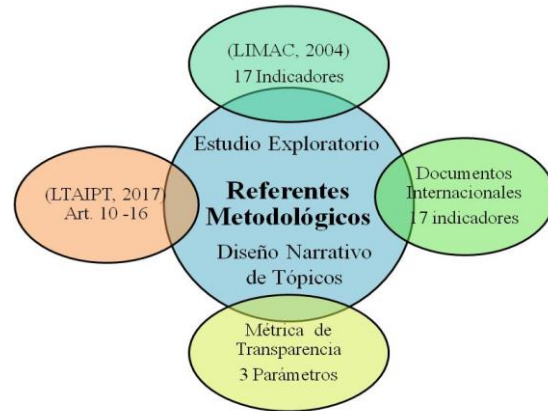 (LIMAC, 2004)
17 Indicadores
Estudio Exploratorio
(LTAIPT, 2017)
Art. 10 -16
Referentes
Metodológicos
Documentos
Internacionales
17 indicadores
Diseño Narrativo
de Tópicos
Métrica de
Transparencia
3 Parámetros